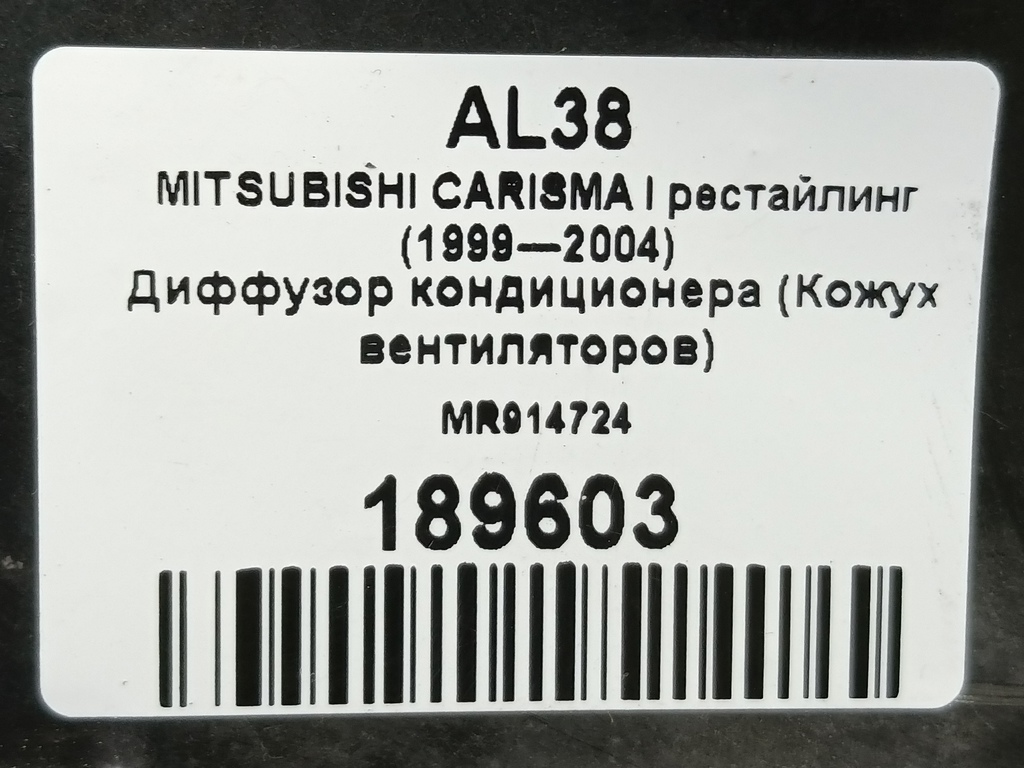 AL38
MITSUBISHI CARISMA I рестайлинг
(1999—2004)
Диффузор кондиционера (Кожух
вентиляторов)
MR914724
189603